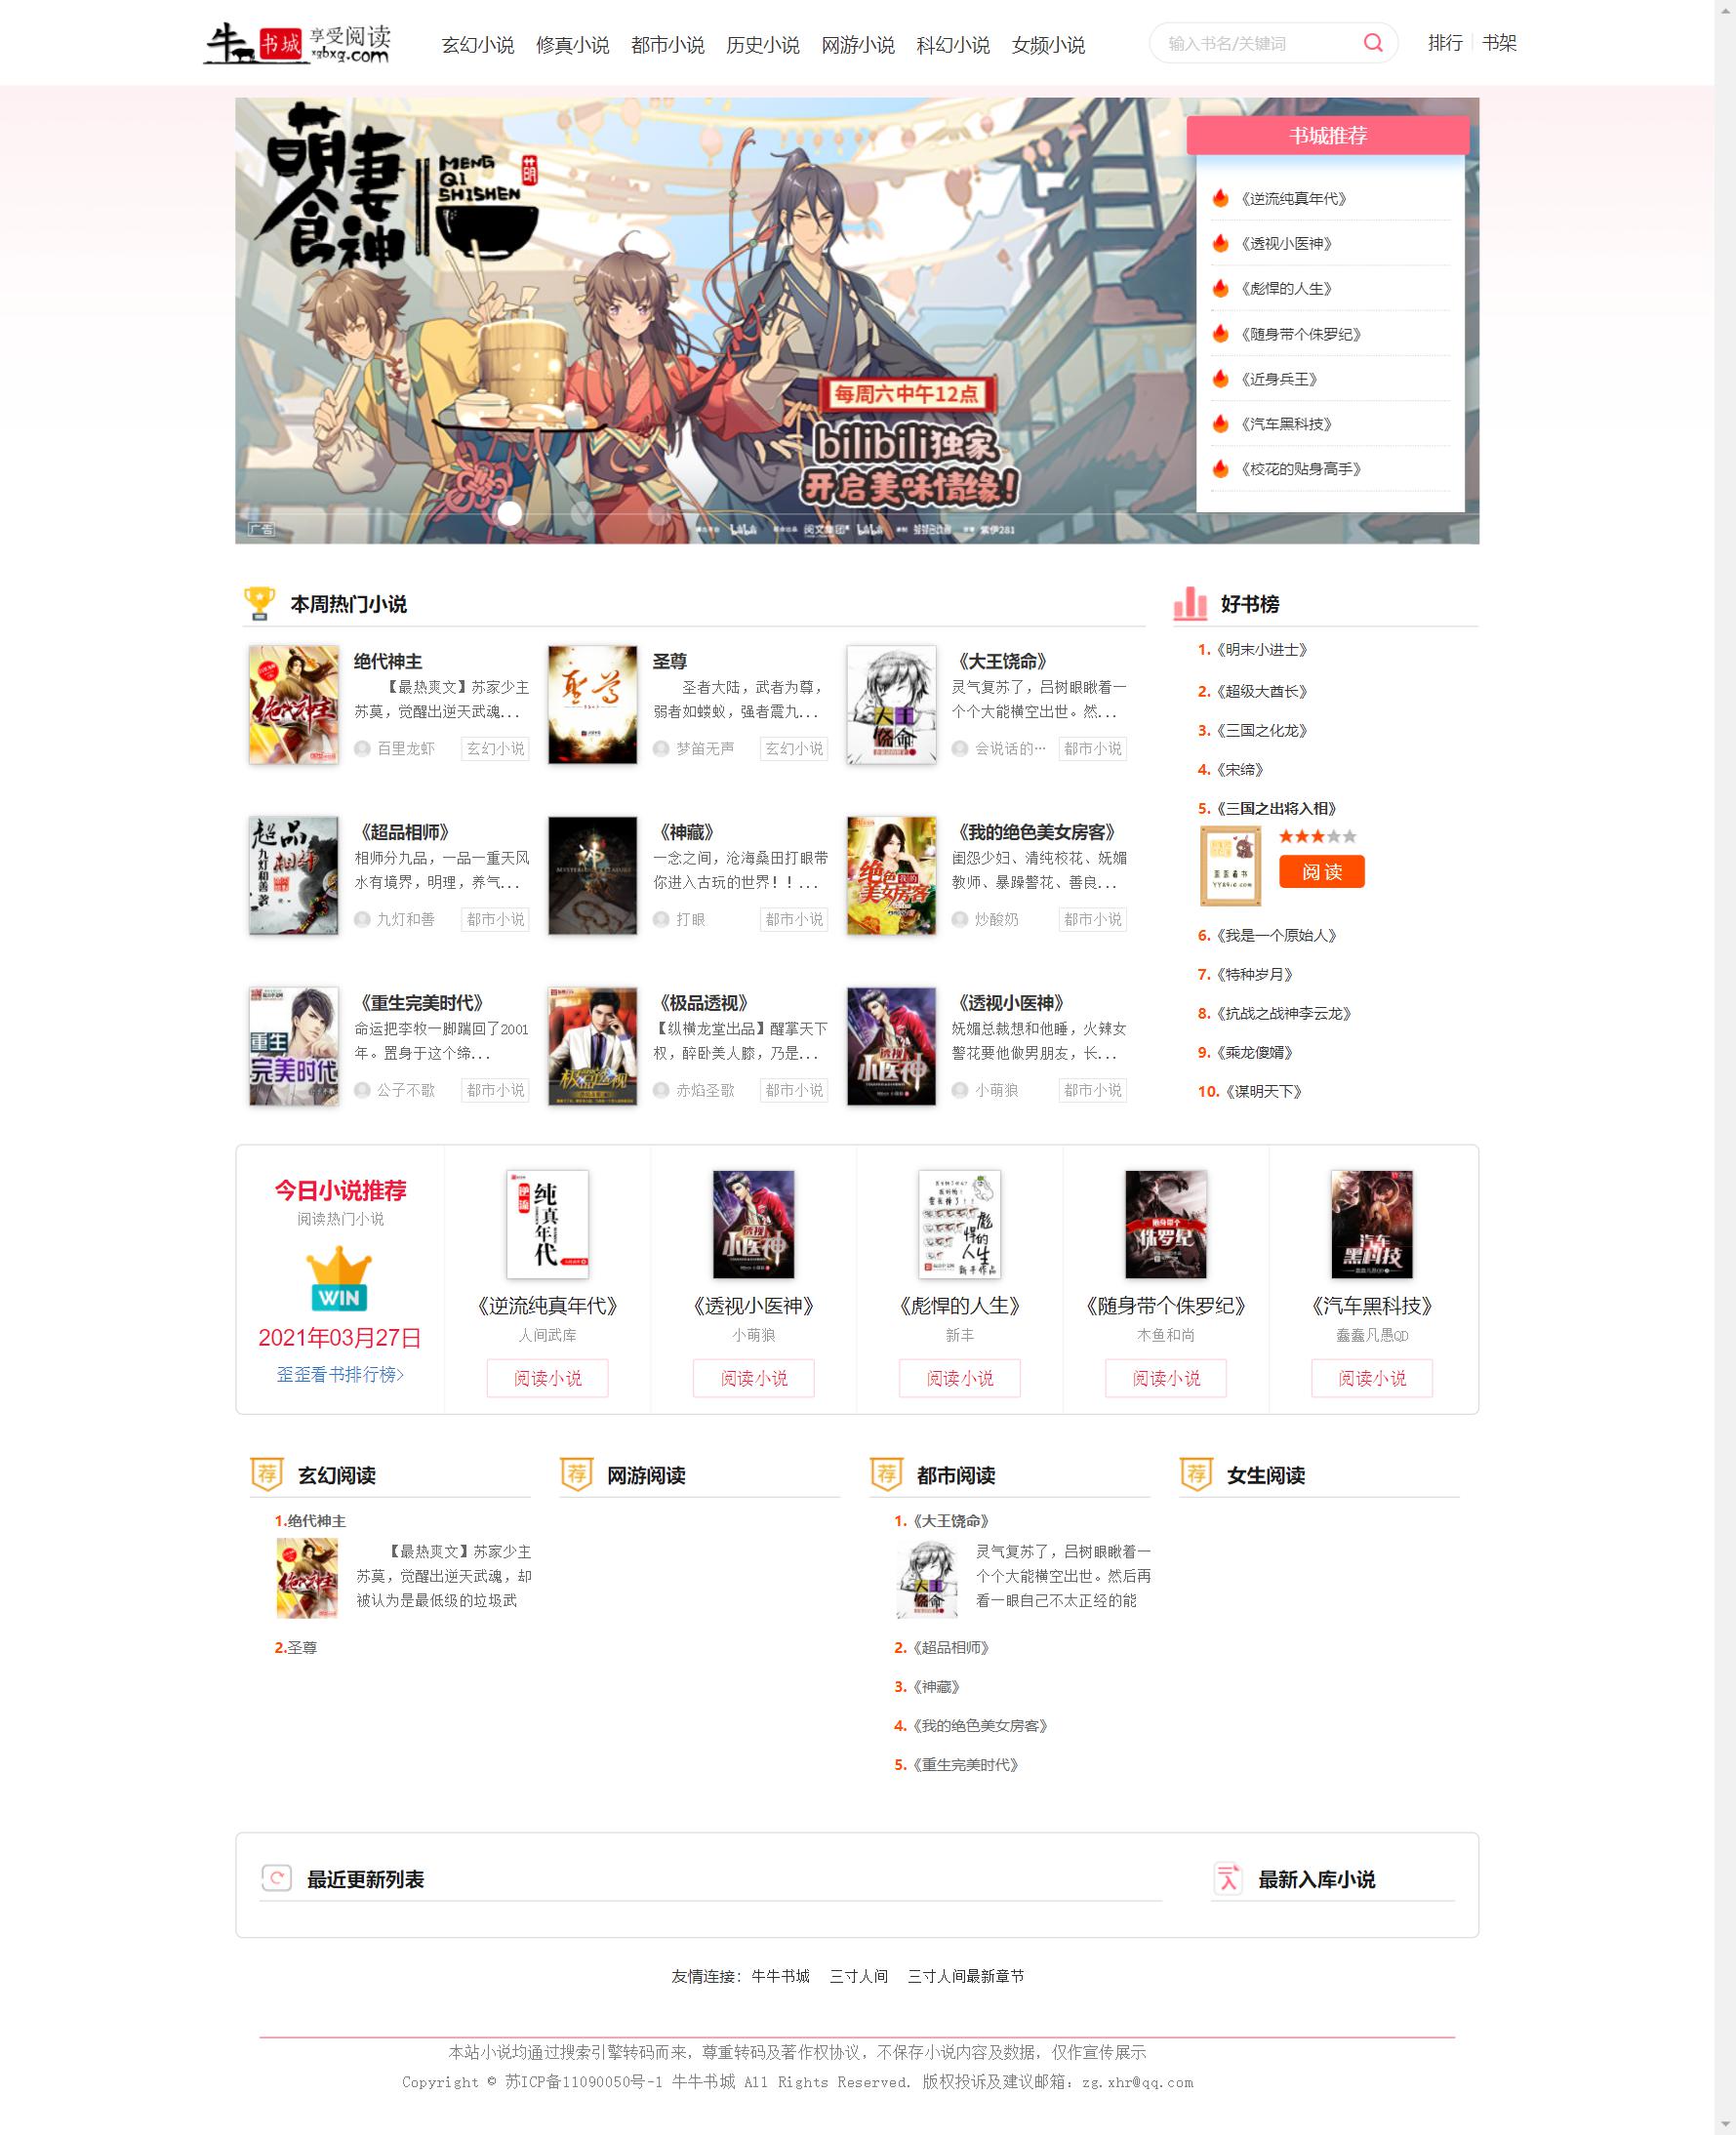 牛书城 享受阅读
xgbxg.com
玄幻小说 修真小说 都市小说 历史小说 网游小说 科幻小说 女频小说
输入书名/关键词
排行 书架
萌妻食神
MENG QI SHISHEN
萌
每周六中午12点
bilibili独家
开启美味情缘！
广告
书城推荐
《逆流纯真年代》
《透视小医神》
《彪悍的人生》
《随身带个侏罗纪》
《近身兵王》
《汽车黑科技》
《校花的贴身高手》
本周热门小说
绝代神主
【最热爽文】苏家少主
苏莫，觉醒出逆天武魂...
百里龙虾 玄幻小说
圣尊
圣者大陆，武者为尊，
弱者如蝼蚁，强者震九...
梦笛无声 玄幻小说
《大王饶命》
灵气复苏了，吕树眼瞅着一
个个大能横空出世。然...
会说话的… 都市小说
《超品相师》
相师分九品，一品一重天风
水有境界，明理，养气...
九灯和善 都市小说
《神藏》
一念之间，沧海桑田打眼带
你进入古玩的世界！！...
打眼 都市小说
《我的绝色美女房客》
闺怨少妇、清纯校花、妩媚
教师、暴躁警花、善良...
炒酸奶 都市小说
《重生完美时代》
命运把李牧一脚踹回了2001
年。置身于这个缔...
公子不歌 都市小说
《极品透视》
【纵横龙堂出品】醒掌天下
权，醉卧美人膝，乃是...
赤焰圣歌 都市小说
《透视小医神》
妩媚总裁想和他睡，火辣女
警花要他做男朋友，长...
小萌狼 都市小说
好书榜
1.《明末小进士》
2.《超级大酋长》
3.《三国之化龙》
4.《宋缔》
5.《三国之出将入相》
阅 读
6.《我是一个原始人》
7.《特种岁月》
8.《抗战之战神李云龙》
9.《乘龙傻婿》
10.《谋明天下》
今日小说推荐
阅读热门小说
WIN
2021年03月27日
歪歪看书排行榜>
《逆流纯真年代》
人间武库
阅读小说
《透视小医神》
小萌狼
阅读小说
《彪悍的人生》
新丰
阅读小说
《随身带个侏罗纪》
木鱼和尚
阅读小说
《汽车黑科技》
蠢蠢凡愚QD
阅读小说
荐 玄幻阅读
1.绝代神主
【最热爽文】苏家少主
苏莫，觉醒出逆天武魂，却
被认为是最低级的垃圾武
2.圣尊
荐 网游阅读
荐 都市阅读
1.《大王饶命》
灵气复苏了，吕树眼瞅着一
个个大能横空出世。然后再
看一眼自己不太正经的能
2.《超品相师》
3.《神藏》
4.《我的绝色美女房客》
5.《重生完美时代》
荐 女生阅读
最近更新列表
最新入库小说
友情连接：牛牛书城 三寸人间 三寸人间最新章节
本站小说均通过搜索引擎转码而来，尊重转码及著作权协议，不保存小说内容及数据，仅作宣传展示
Copyright © 苏ICP备11090050号-1 牛牛书城 All Rights Reserved. 版权投诉及建议邮箱：zg.xhr@qq.com